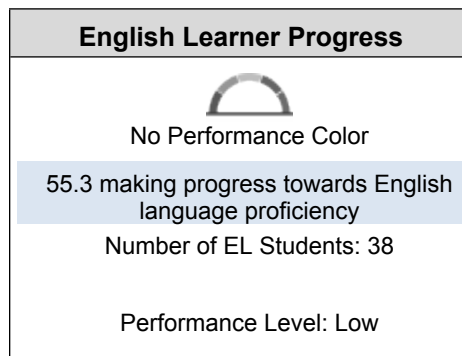 English Learner Progress
No Performance Color
55.3 making progress towards English
language proficiency
Number of EL Students: 38
Performance Level: Low